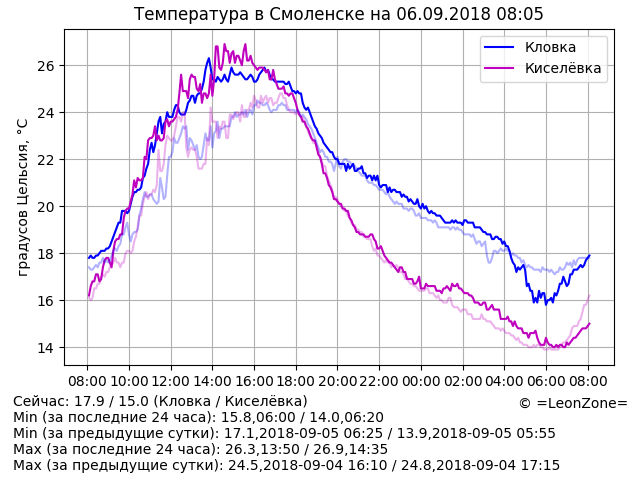 Температура в Смоленске на 06.09.2018 08:05
Кловка
Киселёвка
градусов Цельсия, °C
26
24
22
20
18
16
14
08:00 10:00 12:00 14:00 16:00 18:00 20:00 22:00 00:00 02:00 04:00 06:00 08:00
Сейчас: 17.9 / 15.0 (Кловка / Киселёвка)
© =LeonZone=
Min (за последние 24 часа): 15.8,06:00 / 14.0,06:20
Min (за предыдущие сутки): 17.1,2018-09-05 06:25 / 13.9,2018-09-05 05:55
Max (за последние 24 часа): 26.3,13:50 / 26.9,14:35
Max (за предыдущие сутки): 24.5,2018-09-04 16:10 / 24.8,2018-09-04 17:15